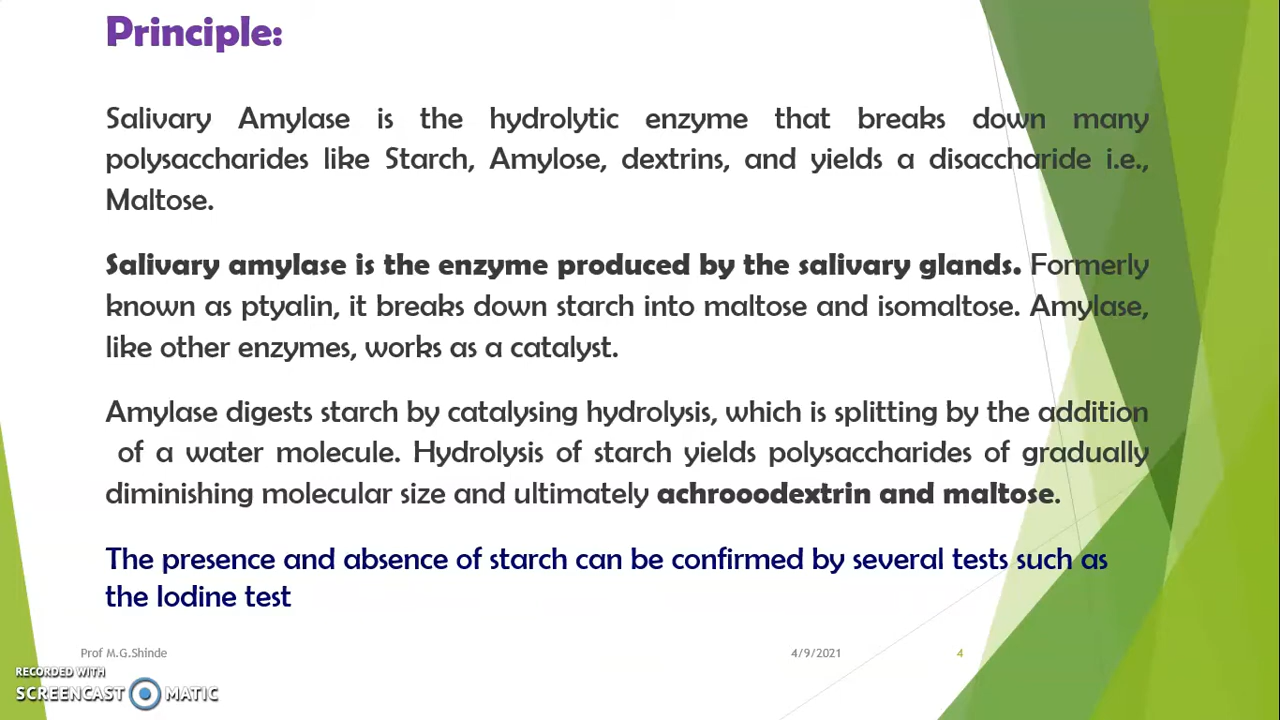 Principle:
Salivary Amylase is the hydrolytic enzyme that breaks down many
polysaccharides like Starch, Amylose, dextrins, and yields a disaccharide i.e.,
Maltose.
Salivary amylase is the enzyme produced by the salivary glands. Formerly
known as ptyalin, it breaks down starch into maltose and isomaltose. Amylase,
like other enzymes, works as a catalyst.
Amylase digests starch by catalysing hydrolysis, which is splitting by the addition
of a water molecule. Hydrolysis of starch yields polysaccharides of gradually
diminishing molecular size and ultimately achrooodextrin and maltose.
The presence and absence of starch can be confirmed by several tests such as
the Iodine test
Prof M.G.Shinde 4/9/2021 4
RECORDED WITH
SCREENCAST MATIC